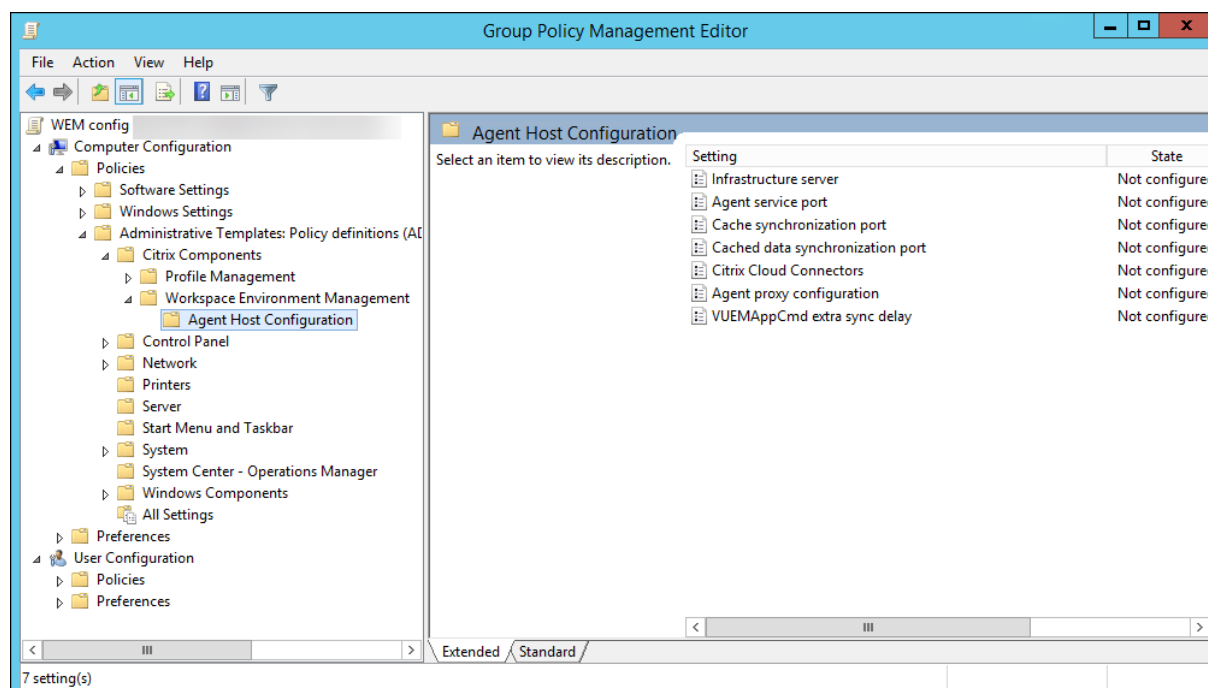 Group Policy Management Editor
File Action View Help
WEM config
Computer Configuration
Policies
Software Settings
Windows Settings
Administrative Templates: Policy definitions (AD
Citrix Components
Profile Management
Workspace Environment Management
Agent Host Configuration
Control Panel
Network
Printers
Server
Start Menu and Taskbar
System
System Center - Operations Manager
Windows Components
All Settings
Preferences
User Configuration
Policies
Preferences
Agent Host Configuration
Select an item to view its description.
Setting State
Infrastructure server Not configure
Agent service port Not configure
Cache synchronization port Not configure
Cached data synchronization port Not configure
Citrix Cloud Connectors Not configure
Agent proxy configuration Not configure
VUEMAppCmd extra sync delay Not configure
Extended Standard
7 setting(s)